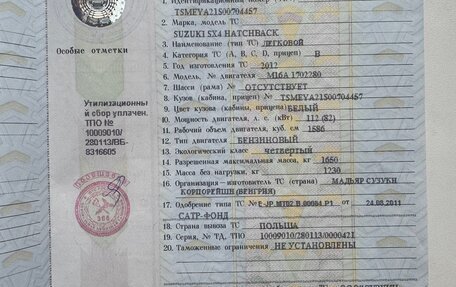 1. Идентификационный номер (VIN)
TSMEYA21S00704457
2. Марка, модель ТС
SUZUKI SX4 HATCHBACK
3. Наименование (тип ТС) ЛЕГКОВОЙ
4. Категория ТС (A, B, C, D, прицеп) B
5. Год изготовления ТС 2012
6. Модель, № двигателя M16A 1702280
7. Шасси (рама) № ОТСУТСТВУЕТ
8. Кузов (кабина, прицеп) № TSMEYA21S00704457
9. Цвет кузова (кабины, прицепа) БЕЛЫЙ
10. Мощность двигателя, л. с. (кВт) 112 (82)
11. Рабочий объем двигателя, куб. см 1586
12. Тип двигателя БЕНЗИНОВЫЙ
13. Экологический класс четвертый
14. Разрешенная максимальная масса, кг 1650
15. Масса без нагрузки, кг 1230
16. Организация – изготовитель ТС (страна) МАДЬЯР СУЗУКИ
КОРПОРЕЙШН (ВЕНГРИЯ)
17. Одобрение типа ТС № E-JP.MT02.B.00084.P1 от 24.08.2011
САТР-ФОНД
18. Страна вывоза ТС ПОЛЬША
19. Серия, № ТД, ТПО 10009010/280113/0000421
20. Таможенные ограничения НЕ УСТАНОВЛЕНЫ
Особые отметки
Утилизационны
й сбор уплачен.
ТПО №
10009010/
280113/ВБ-
8316605